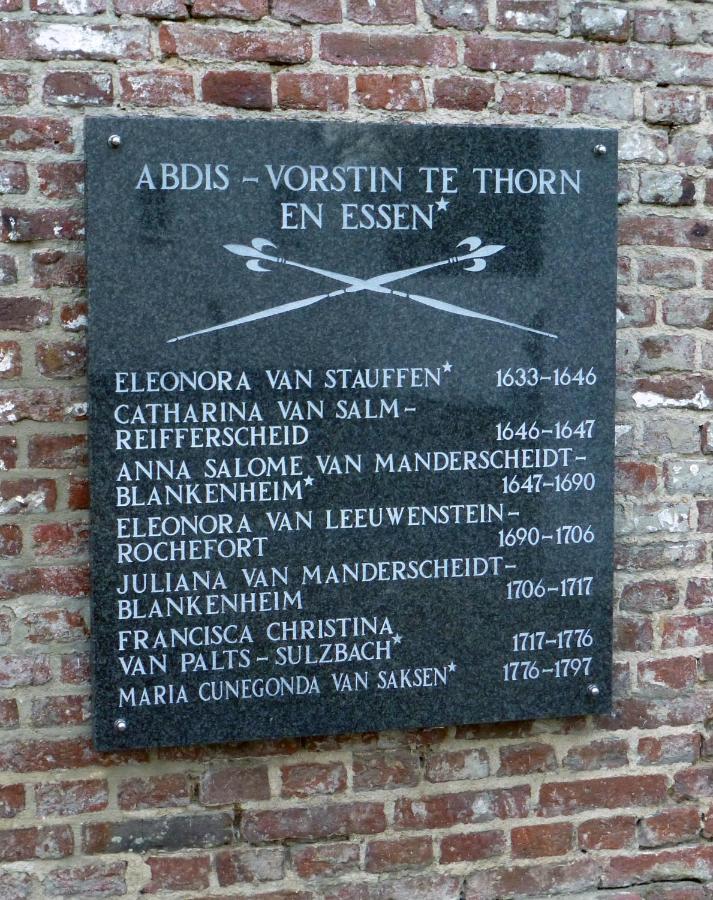 ABDIS - VORSTIN TE THORN
EN ESSEN*
ELEONORA VAN STAUFFEN* 1633-1646
CATHARINA VAN SALM-
REIFFERSCHEID 1646-1647
ANNA SALOME VAN MANDERSCHEIDT-
BLANKENHEIM* 1647-1690
ELEONORA VAN LEEUWENSTEIN-
ROCHEFORT 1690-1706
JULIANA VAN MANDERSCHEIDT-
BLANKENHEIM 1706-1717
FRANCISCA CHRISTINA
VAN PALTS-SULZBACH* 1717-1776
MARIA CUNEGONDA VAN SAKSEN* 1776-1797